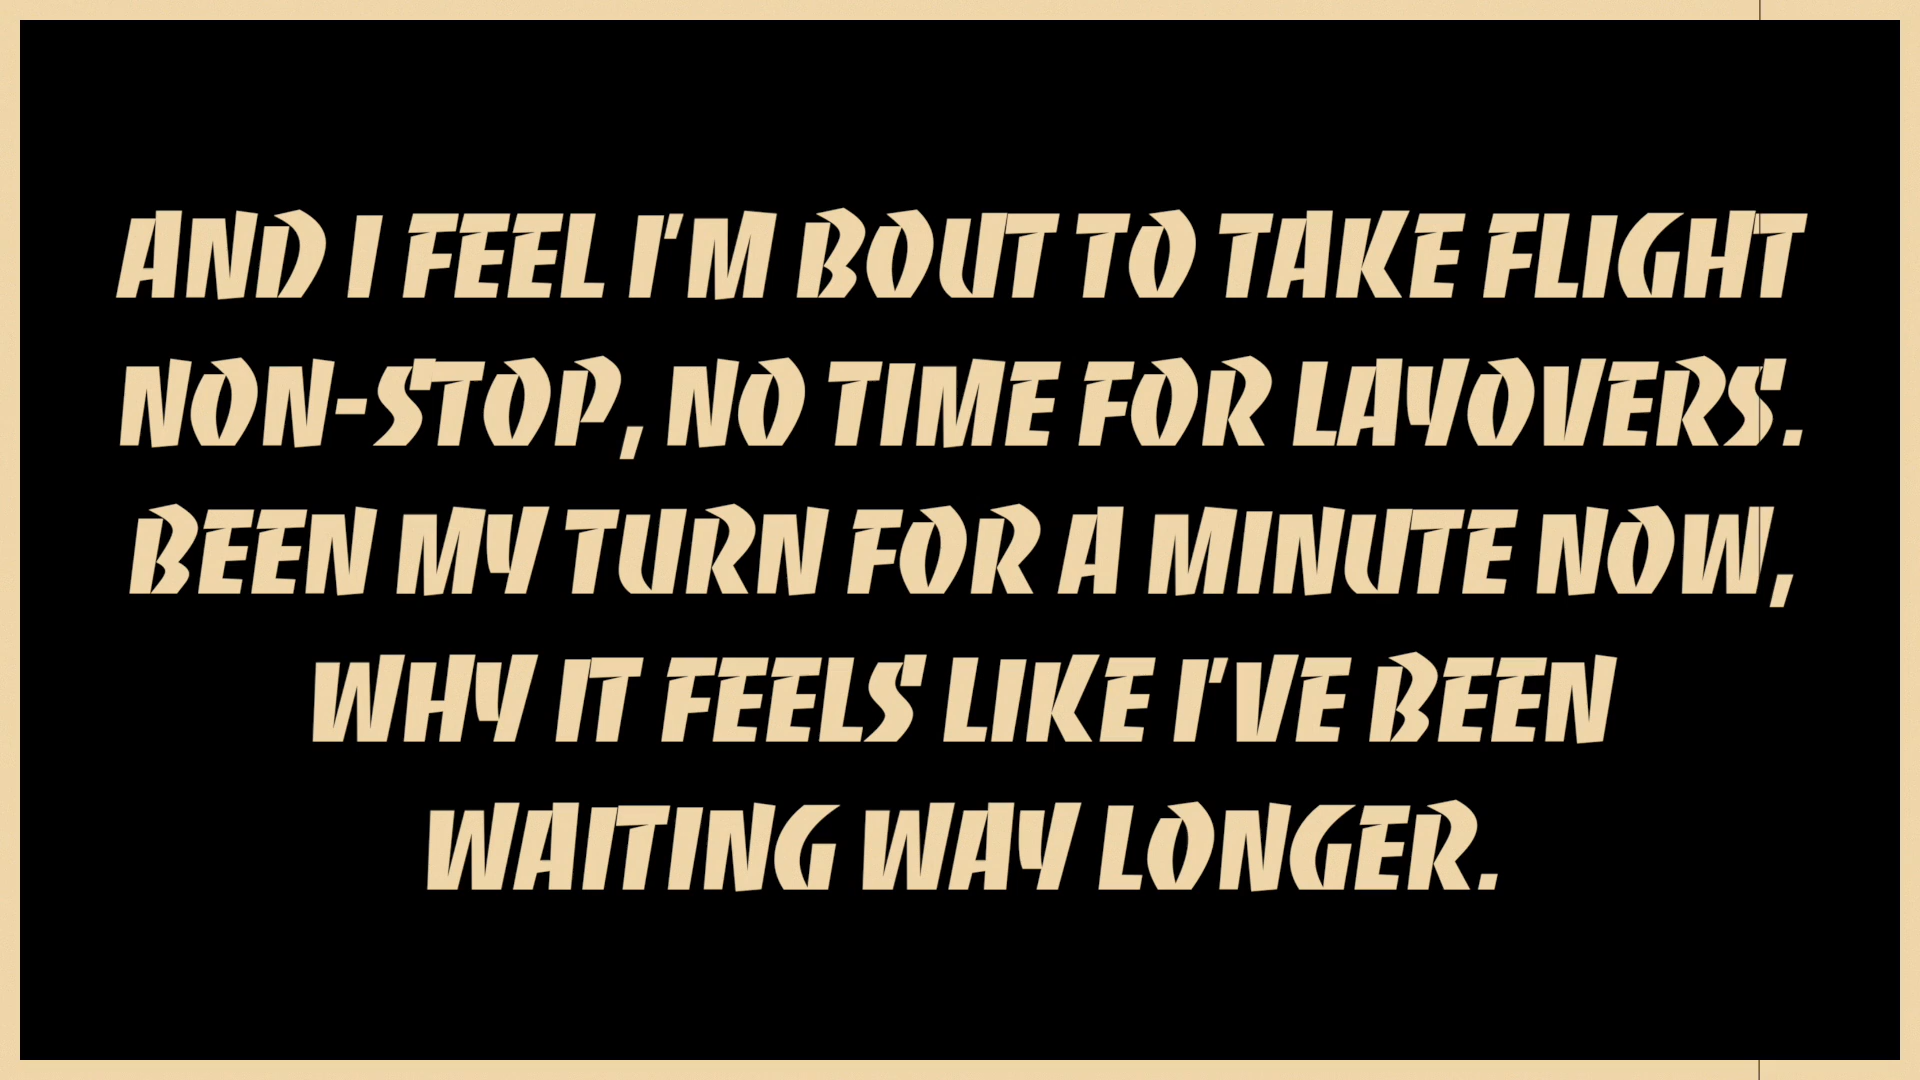 AND I FEEL I'M BOUT TO TAKE FLIGHT
NON-STOP, NO TIME FOR LAYOVERS.
BEEN MY TURN FOR A MINUTE NOW,
WHY IT FEELS LIKE I'VE BEEN
WAITING WAY LONGER.